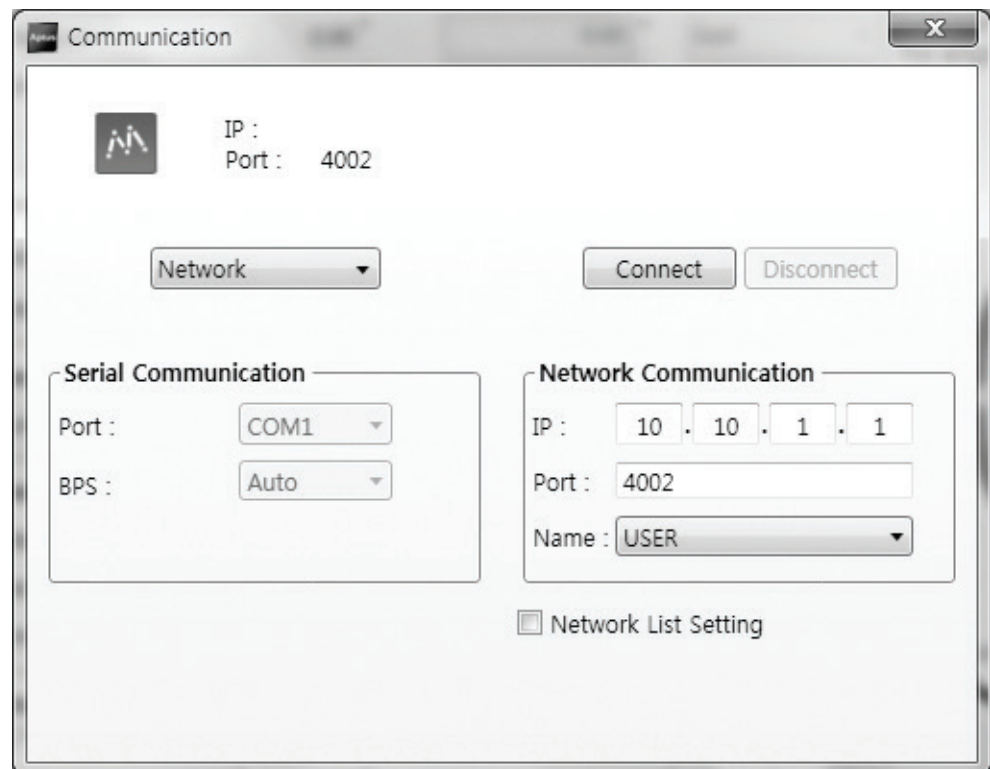 Communication
IP :
Port : 4002
Network
Connect
Disconnect
Serial Communication
Port : COM1
BPS : Auto
Network Communication
IP : 10 . 10 . 1 . 1
Port : 4002
Name : USER
Network List Setting